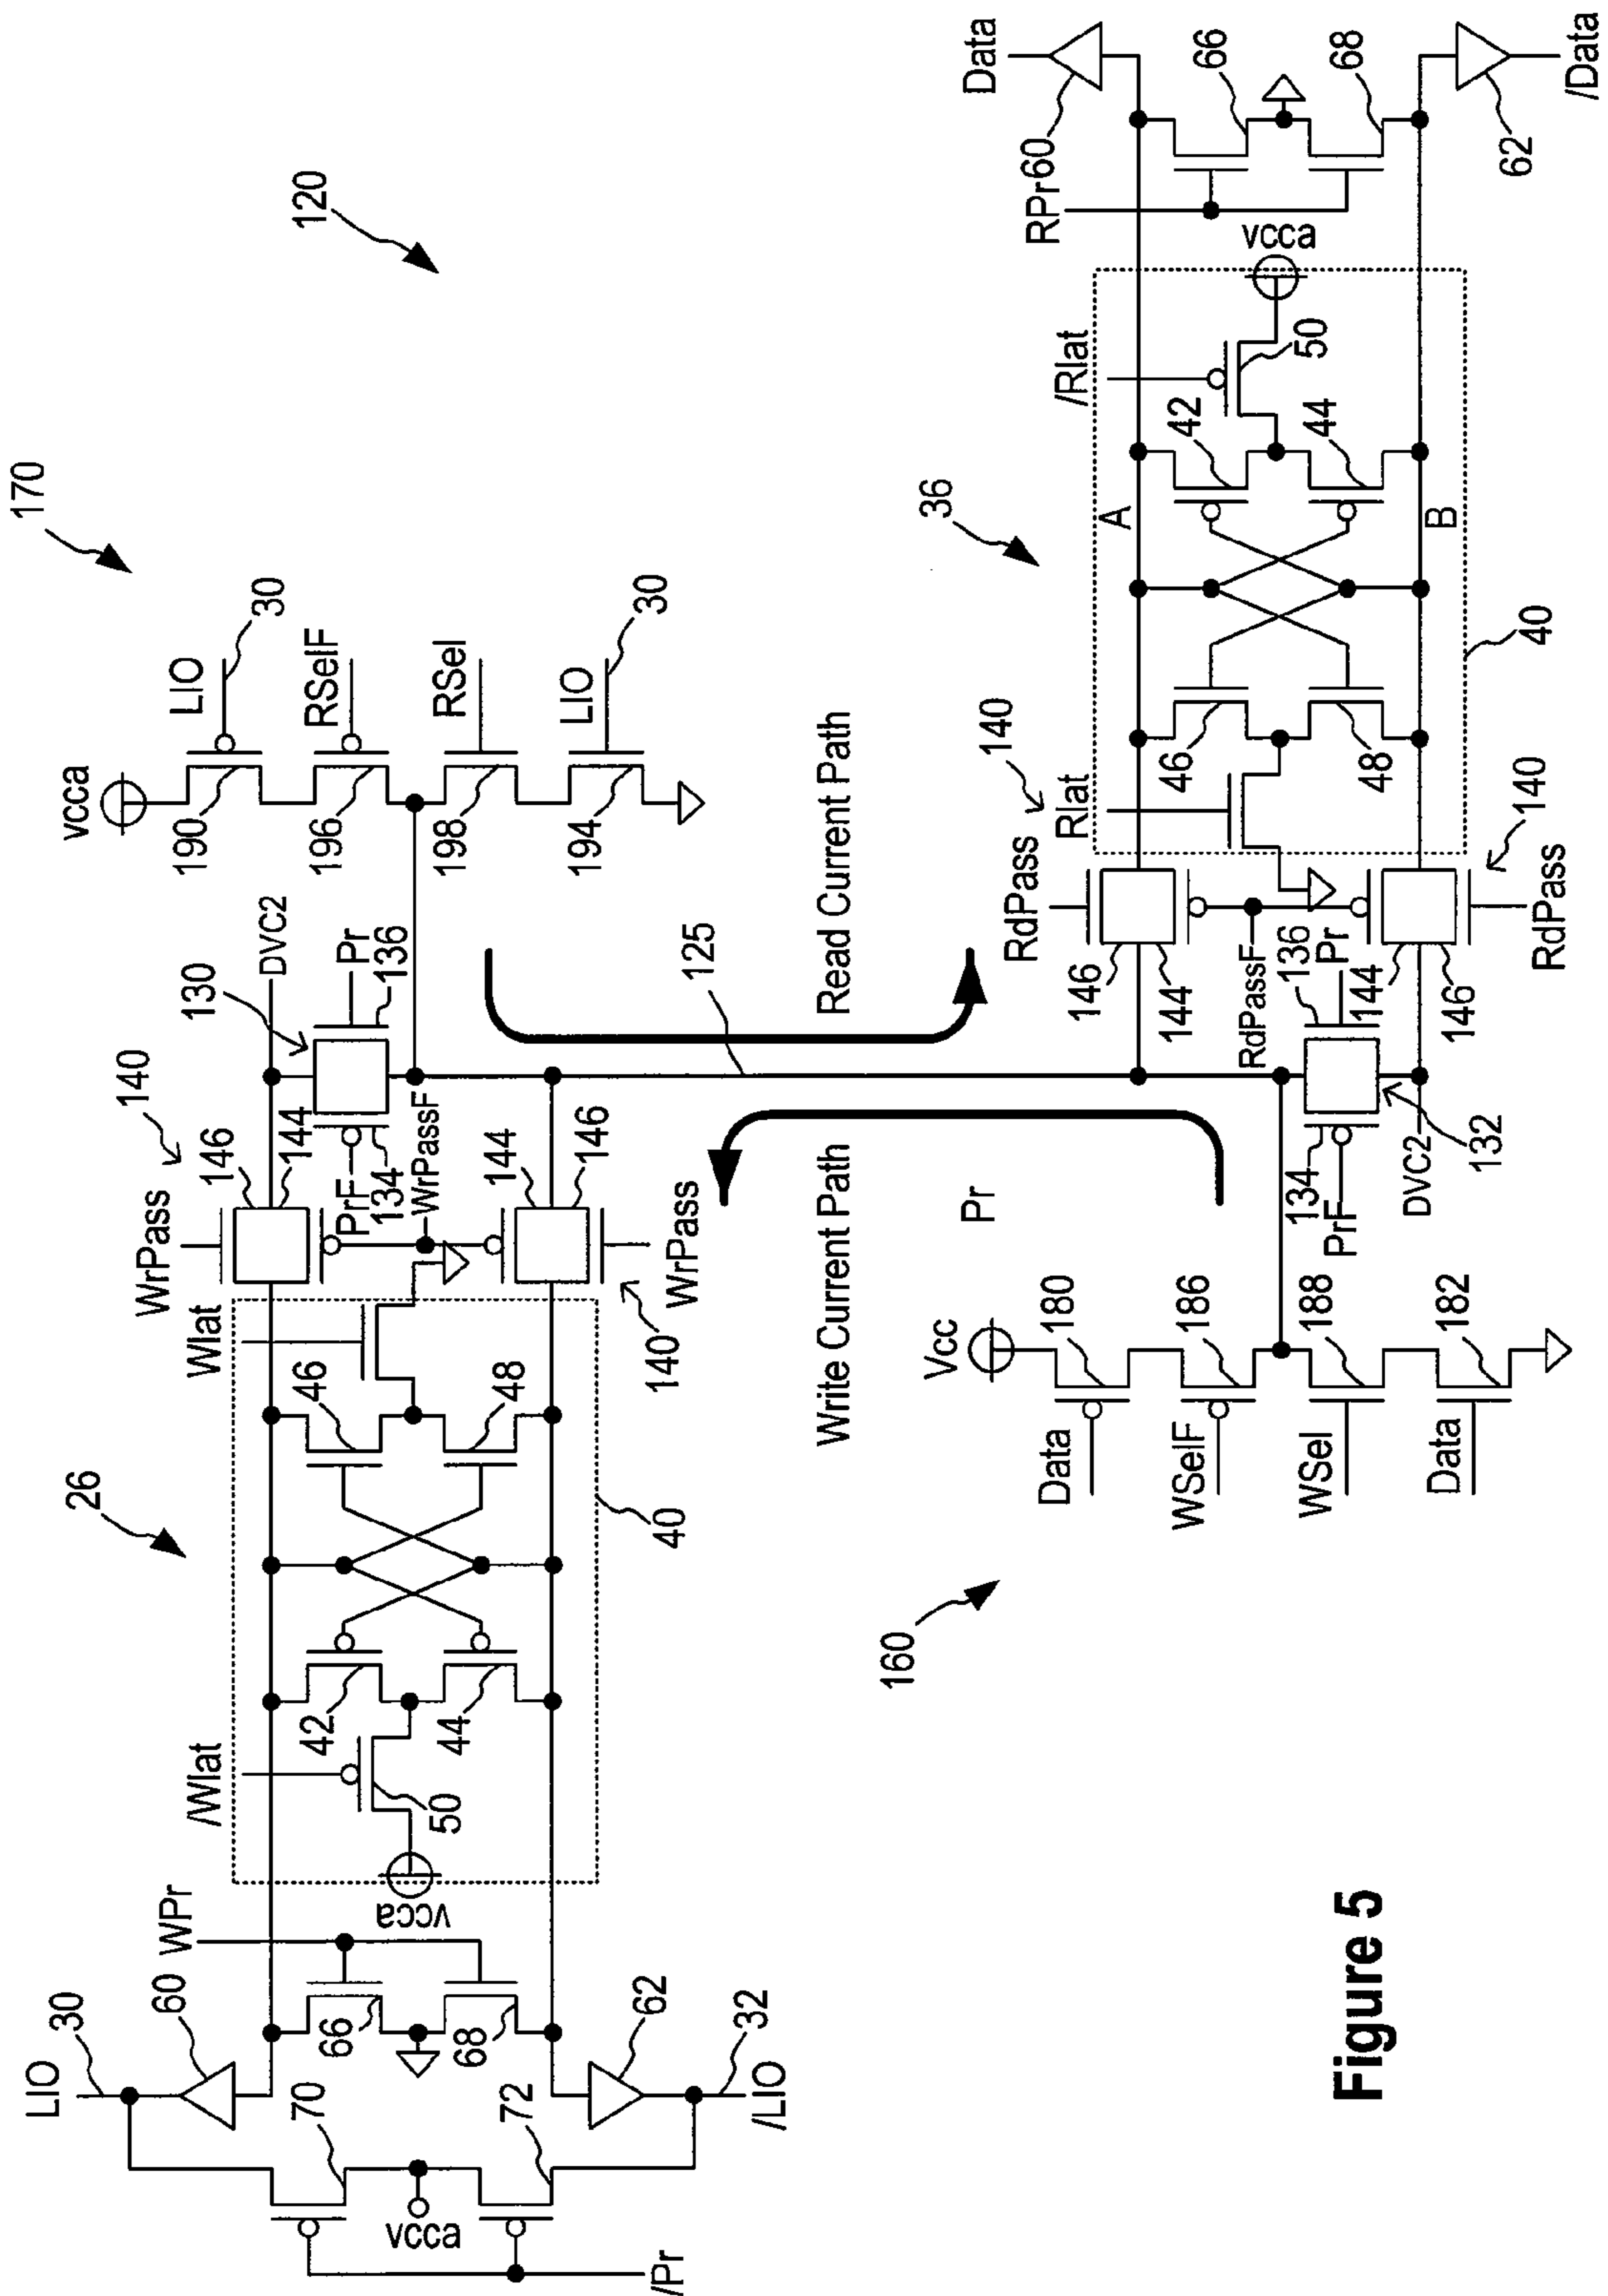 120
170
LIO
30
vcca
190
RSelF
196
RSel
198
LIO
30
194
DVC2
130
Pr
136
140
WrPass
146
144
PrF
134
WrPassF
144
146
WrPass
140
125
Wlat
46
48
26
40
/Wlat
42
44
50
vcca
WPr
60
66
68
62
LIO
30
70
72
vcca
/LIO
32
/Pr
Read Current Path
Write Current Path
Pr
Data
60
66
RPr
68
62
/Data
vcca
/Rlat
50
42
44
36
A
B
40
46
48
Rlat
140
RdPass
146
144
RdPassF
136
Pr
144
146
140
RdPass
134
PrF
DVC2
132
Vcc
180
Data
186
WSelF
188
WSel
182
Data
160
Figure 5